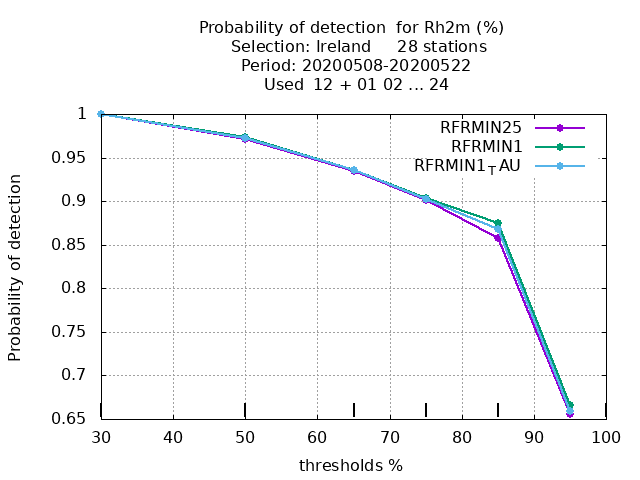 Probability of detection  for Rh2m (%)
Selection: Ireland     28 stations
Period: 20200508-20200522
Used  12 + 01 02 ... 24
RFRMIN25
RFRMIN1
RFRMIN1TAU
Probability of detection
1
0.95
0.9
0.85
0.8
0.75
0.7
0.65
30 40 50 60 70 80 90 100
thresholds %